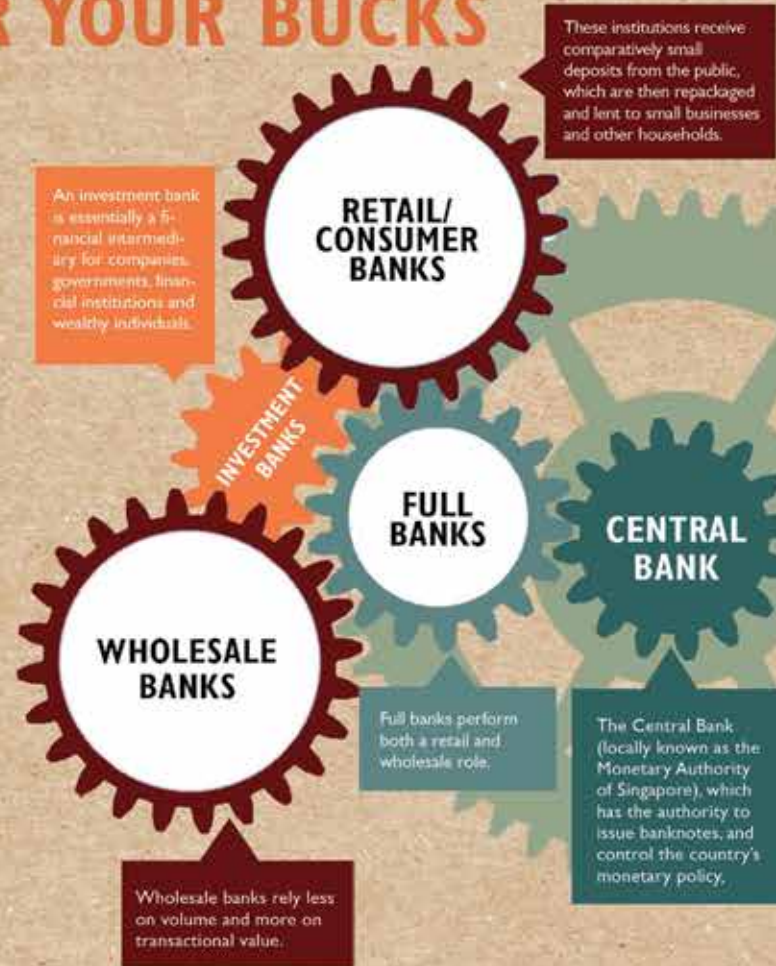 R YOUR BUCKS
These institutions receive
comparatively small
deposits from the public,
which are then repackaged
and lent to small businesses
and other households.
An investment bank
is essentially a fi-
nancial intermedi-
ary for companies,
governments, finan-
cial institutions and
wealthy individuals.
RETAIL/
CONSUMER
BANKS
INVESTMENT
BANKS
FULL
BANKS
CENTRAL
BANK
WHOLESALE
BANKS
Full banks perform
both a retail and
wholesale role.
The Central Bank
(locally known as the
Monetary Authority
of Singapore), which
has the authority to
issue banknotes, and
control the country's
monetary policy.
Wholesale banks rely less
on volume and more on
transactional value.